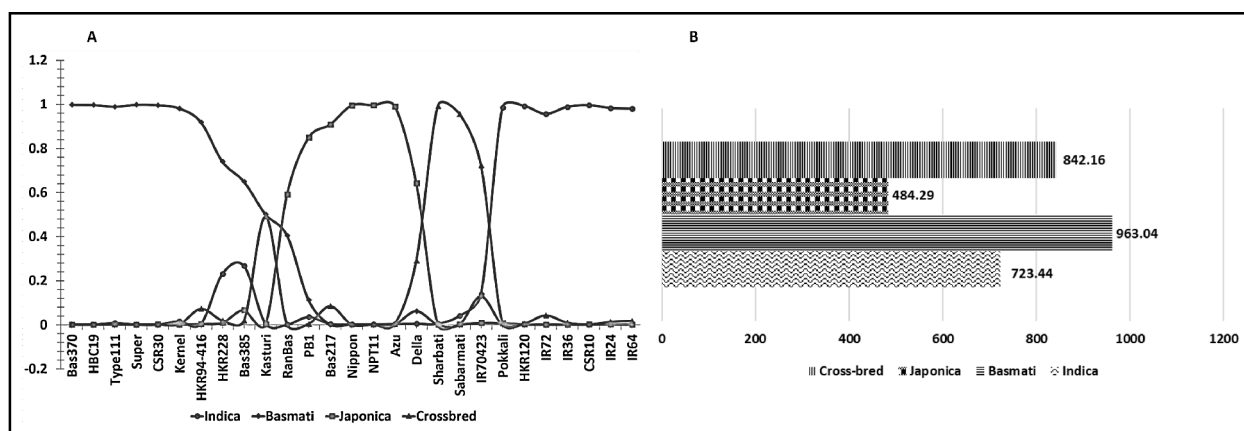 A
1.2
1
0.8
0.6
0.4
0.2
0
-0.2
Bas370
HBC19
Type111
Super
CSR30
Kernel
HKR94-416
HKR228
Bas385
Kasturi
RanBas
PB1
Bas217
Nippon
NPT11
Azu
Della
Sharbati
Sabarmati
IR70423
Pokkali
HKR120
IR72
IR36
CSR10
IR24
IR64
Indica Basmati Japonica Crossbred
B
842.16
484.29
963.04
723.44
0 200 400 600 800 1000 1200
Cross-bred Japonica Basmati Indica